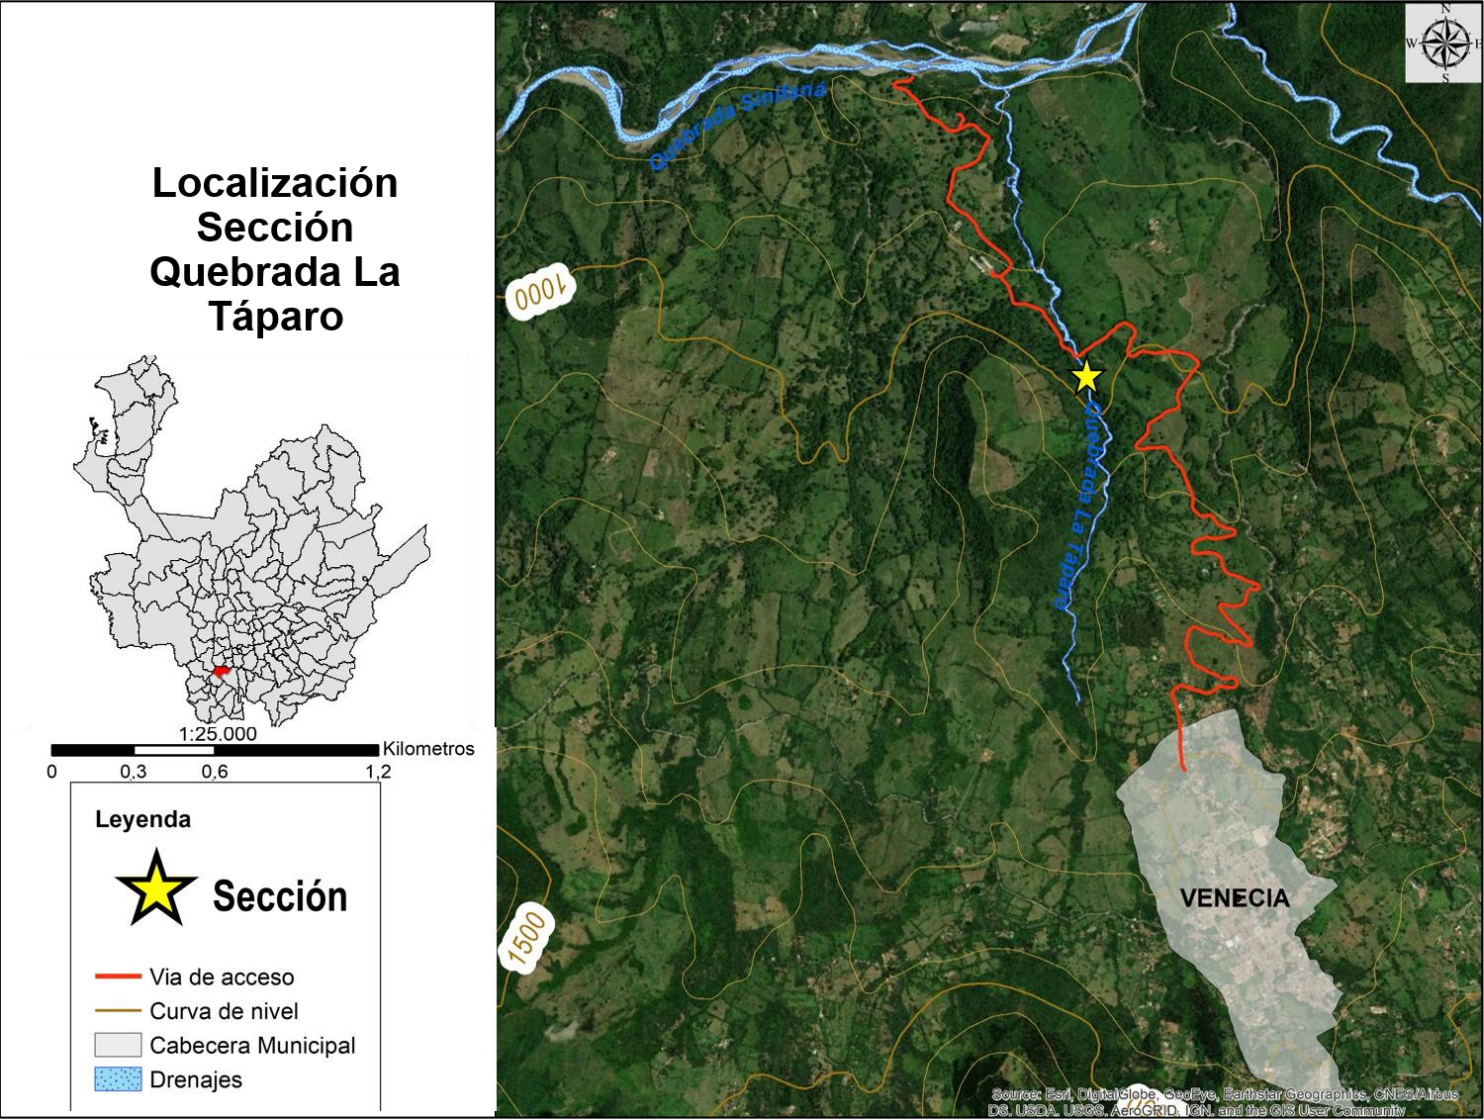 Localización
Sección
Quebrada La
Táparo
1:25.000
Kilometros
0 0,3 0,6 1,2
Leyenda
Sección
Via de acceso
Curva de nivel
Cabecera Municipal
Drenajes
N
W E
S
Quebrada Sinifaná
1000
Quebrada La Táparo
1500
VENECIA
Source: Esri, DigitalGlobe, GeoEye, Earthstar Geographics, CNES/Airbus
DS, USDA, USGS, AeroGRID, IGN, and the GIS User Community